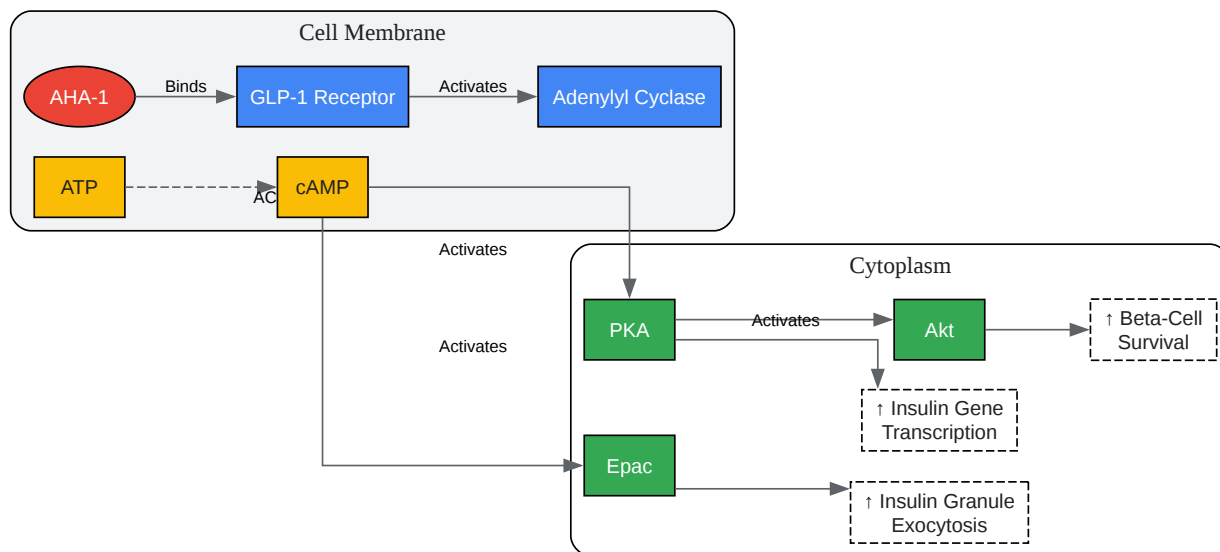 Cell Membrane
AHA-1
Binds
GLP-1 Receptor
Activates
Adenylyl Cyclase
ATP
AC
cAMP
Activates
Cytoplasm
PKA
Activates
Akt
↑ Beta-Cell
Survival
Activates
↑ Insulin Gene
Transcription
Epac
↑ Insulin Granule
Exocytosis